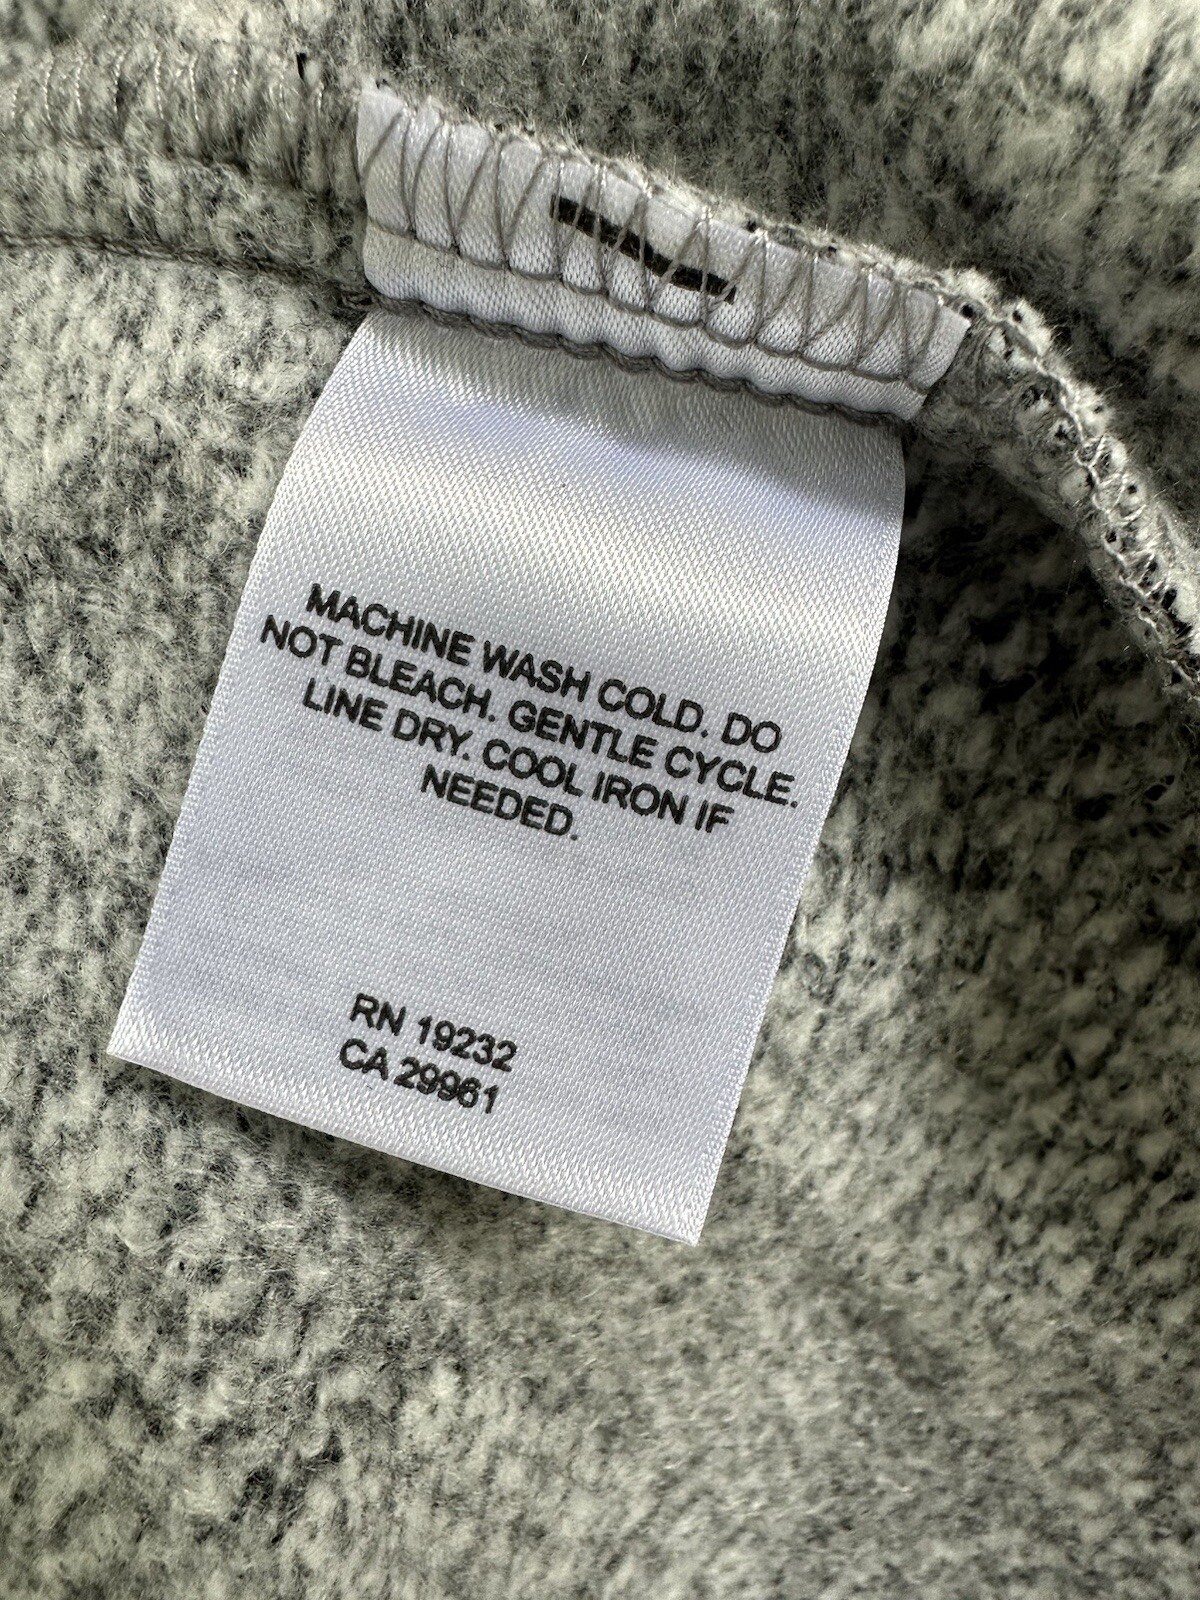 MACHINE WASH COLD. DO
NOT BLEACH. GENTLE CYCLE.
LINE DRY. COOL IRON IF
NEEDED.
RN 19232
CA 29961